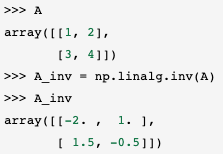 >>> A
array([[1, 2],
       [3, 4]])
>>> A_inv = np.linalg.inv(A)
>>> A_inv
array([[-2. ,  1. ],
       [ 1.5, -0.5]])